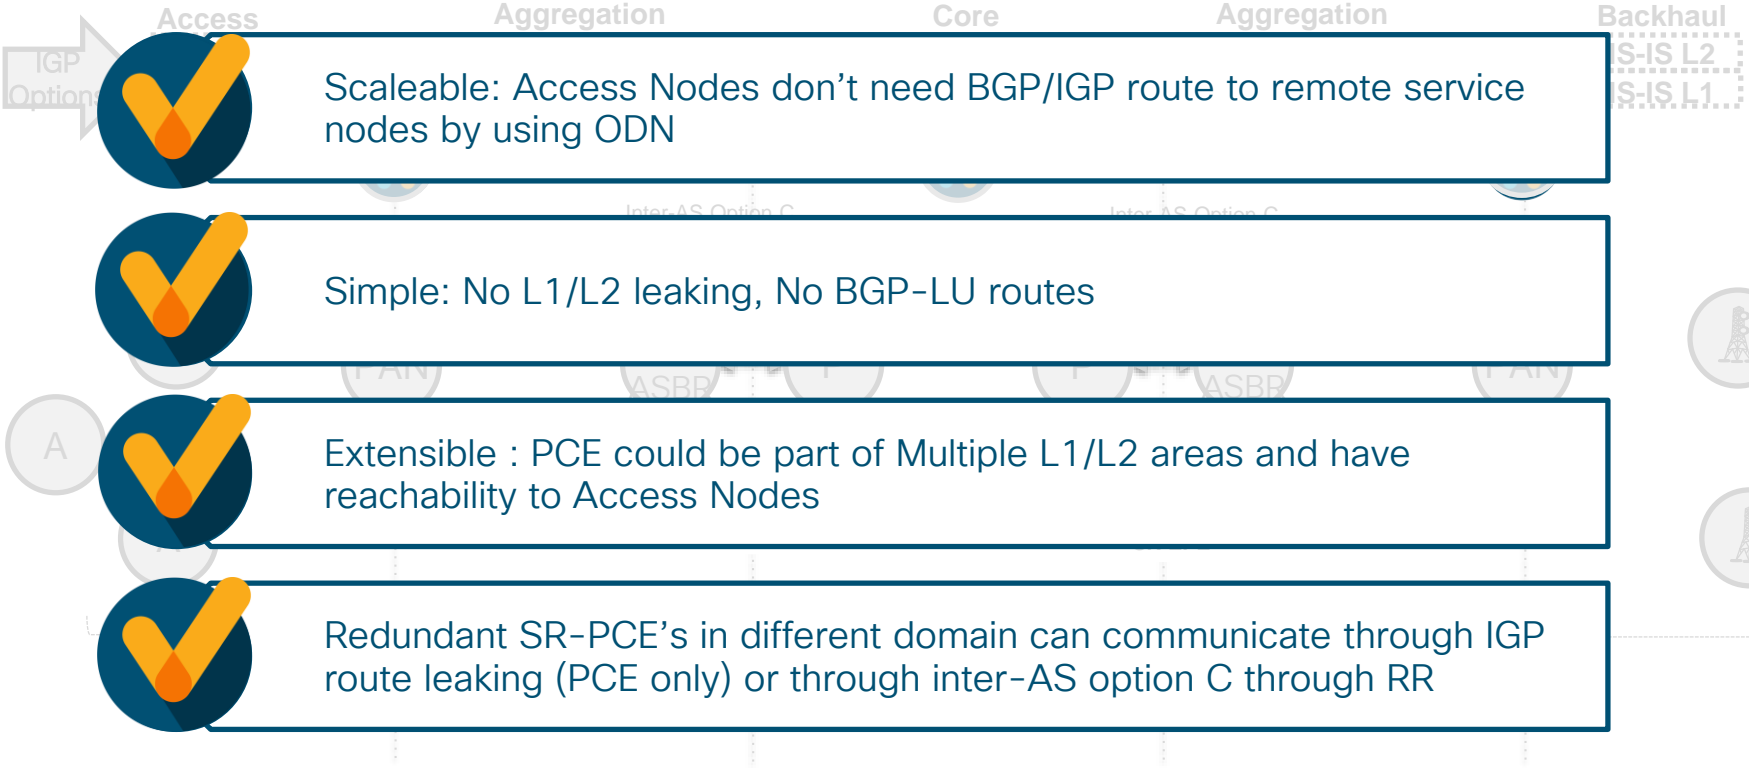 Access
Aggregation
Core
Aggregation
Backhaul
IGP
Options
IS-IS L2
IS-IS L1
Scaleable: Access Nodes don't need BGP/IGP route to remote service
nodes by using ODN
Inter-AS Option C
Inter-AS Option C
Simple: No L1/L2 leaking, No BGP-LU routes
PAN
ASBR
P
P
ASBR
PAN
A
Extensible : PCE could be part of Multiple L1/L2 areas and have
reachability to Access Nodes
A
Redundant SR-PCE's in different domain can communicate through IGP
route leaking (PCE only) or through inter-AS option C through RR